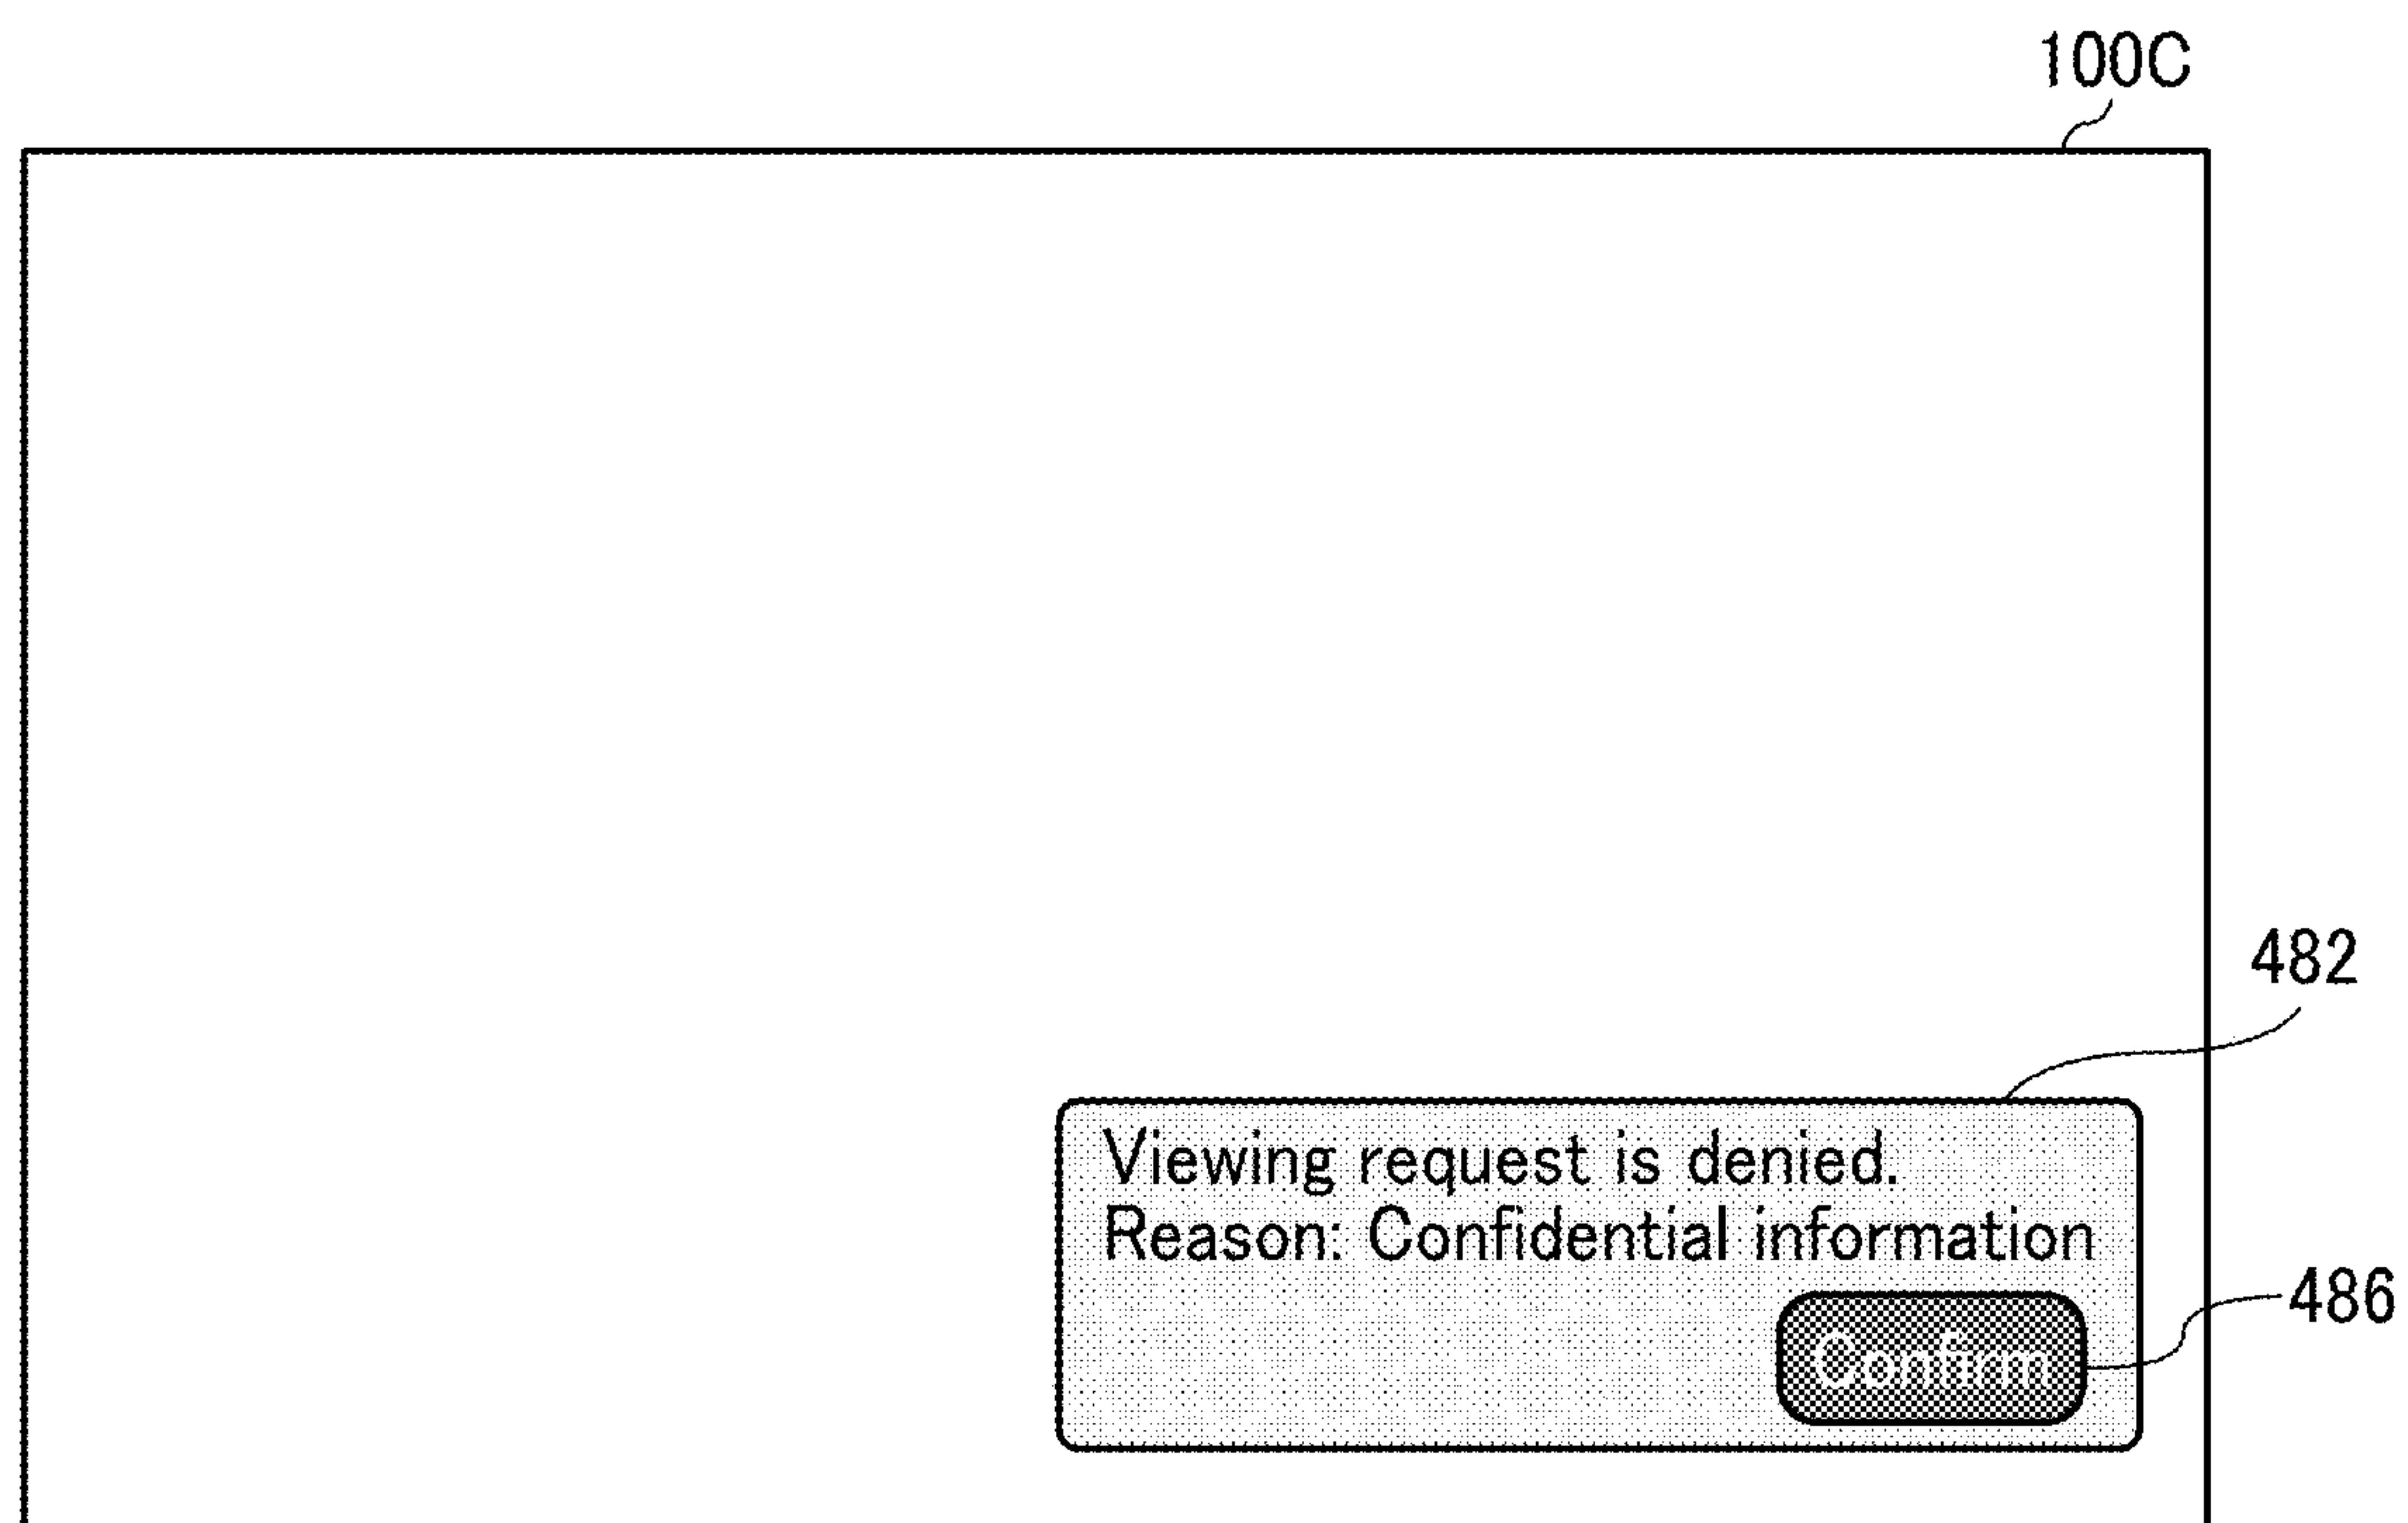 100C
482
Viewing request is denied.
Reason: Confidential information
486
Confirm